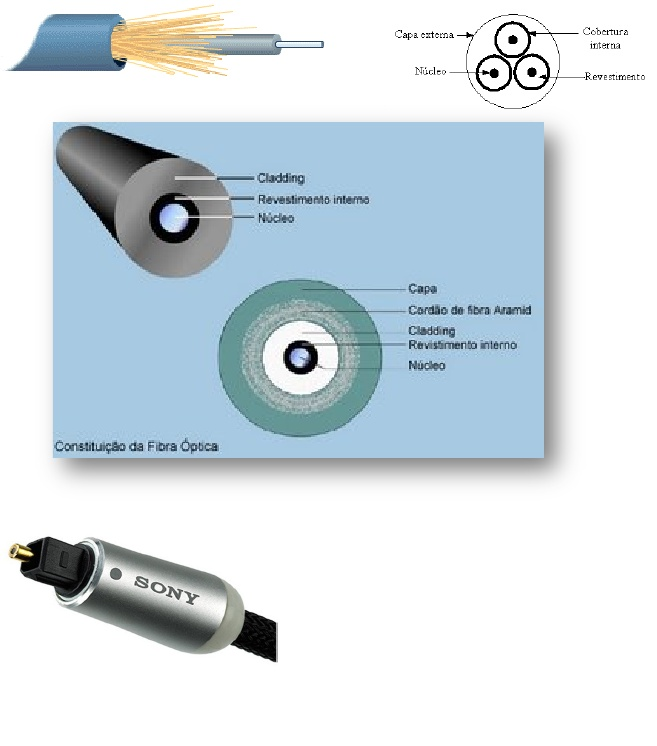 Capa externa
Cobertura
interna
Núcleo
Revestimento
Cladding
Revestimento interno
Núcleo
Capa
Cordão de fibra Aramid
Cladding
Revistimento interno
Núcleo
Constituição da Fibra Óptica
SONY